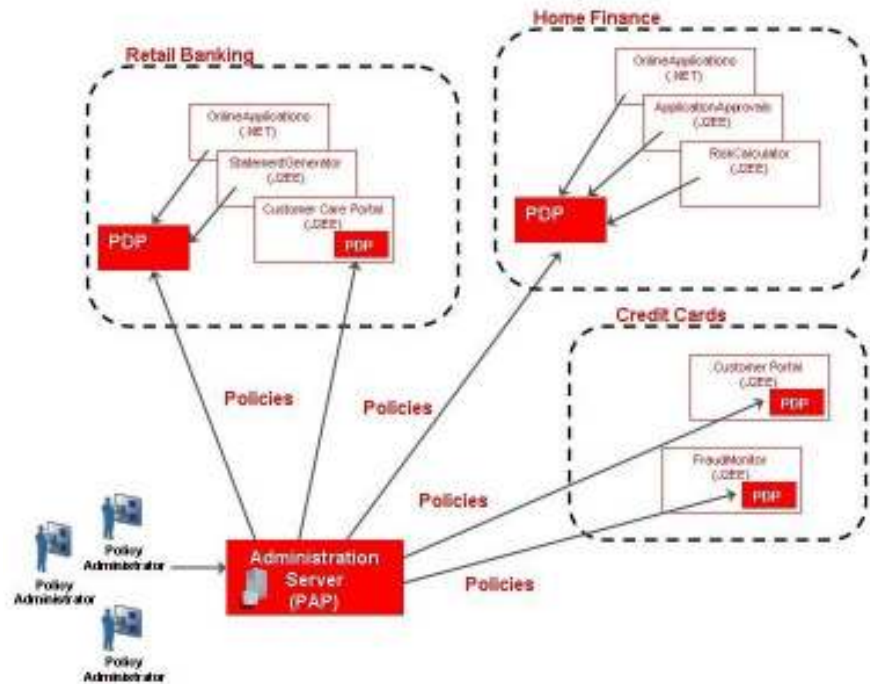 Home Finance
Retail Banking
OnlineApplications
(.NET)
StatementGenerator
(J2EE)
Customer Care Portal
(J2EE)
PDP
PDP
OnlineApplications
(.NET)
ApplicationApprovals
(J2EE)
RiskCalculator
(J2EE)
PDP
Credit Cards
Customer Portal
(J2EE)
PDP
FraudMonitor
(J2EE)
PDP
Policies
Policies
Policies
Policies
Policy
Administrator
Policy
Administrator
Policy
Administrator
Administration
Server
(PAP)